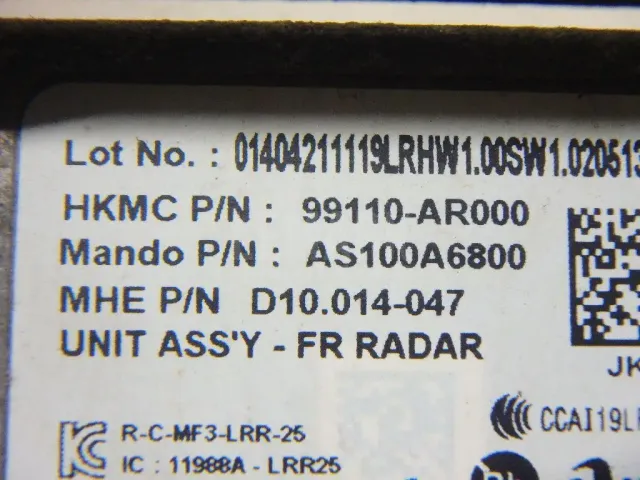 Lot No. : 01404211119LRHW1.00SW1.020513
HKMC P/N : 99110-AR000
Mando P/N : AS100A6800
MHE P/N D10.014-047
UNIT ASS'Y - FR RADAR
JK
CCAI19L
R-C-MF3-LRR-25
IC : 11988A - LRR25